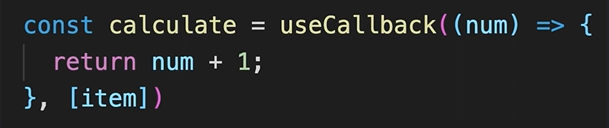 const calculate = useCallback((num) => {
  return num + 1;
}, [item])